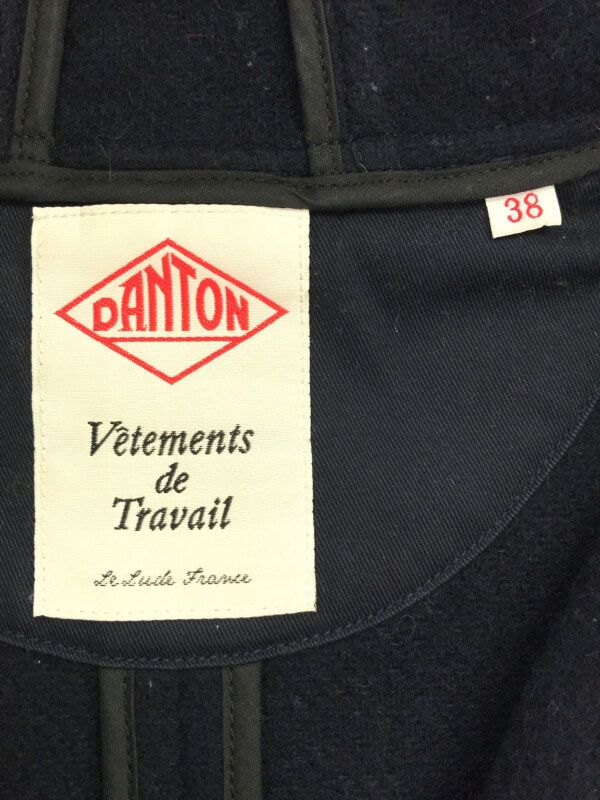 DANTON
Vêtements
de
Travail
Le Lude France
38